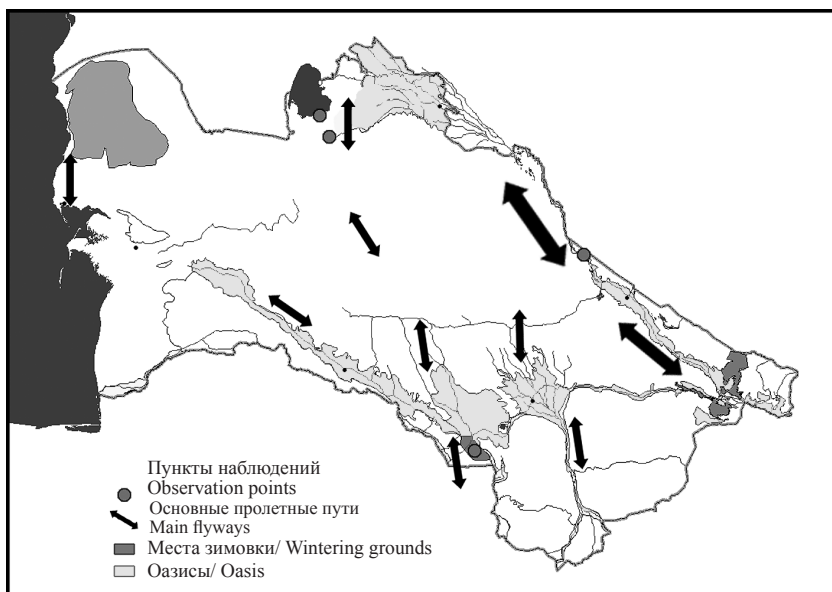 Пункты наблюдений
Observation points
Основные пролетные пути
Main flyways
Места зимовки/ Wintering grounds
Оазисы/ Oasis